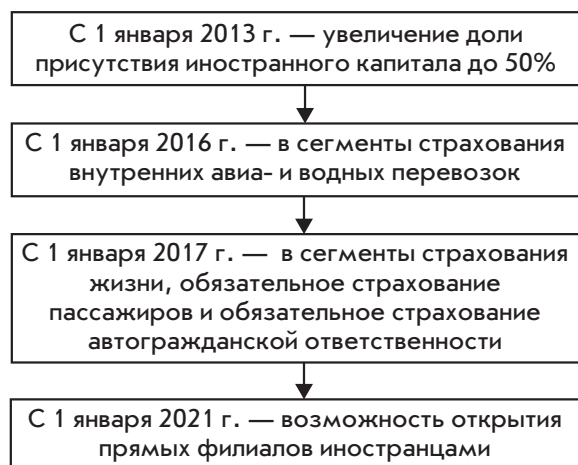 С 1 января 2013 г. — увеличение доли
присутствия иностранного капитала до 50%
С 1 января 2016 г. — в сегменты страхования
внутренних авиа- и водных перевозок
С 1 января 2017 г. — в сегменты страхования
жизни, обязательное страхование
пассажиров и обязательное страхование
автогражданской ответственности
С 1 января 2021 г. — возможность открытия
прямых филиалов иностранцами